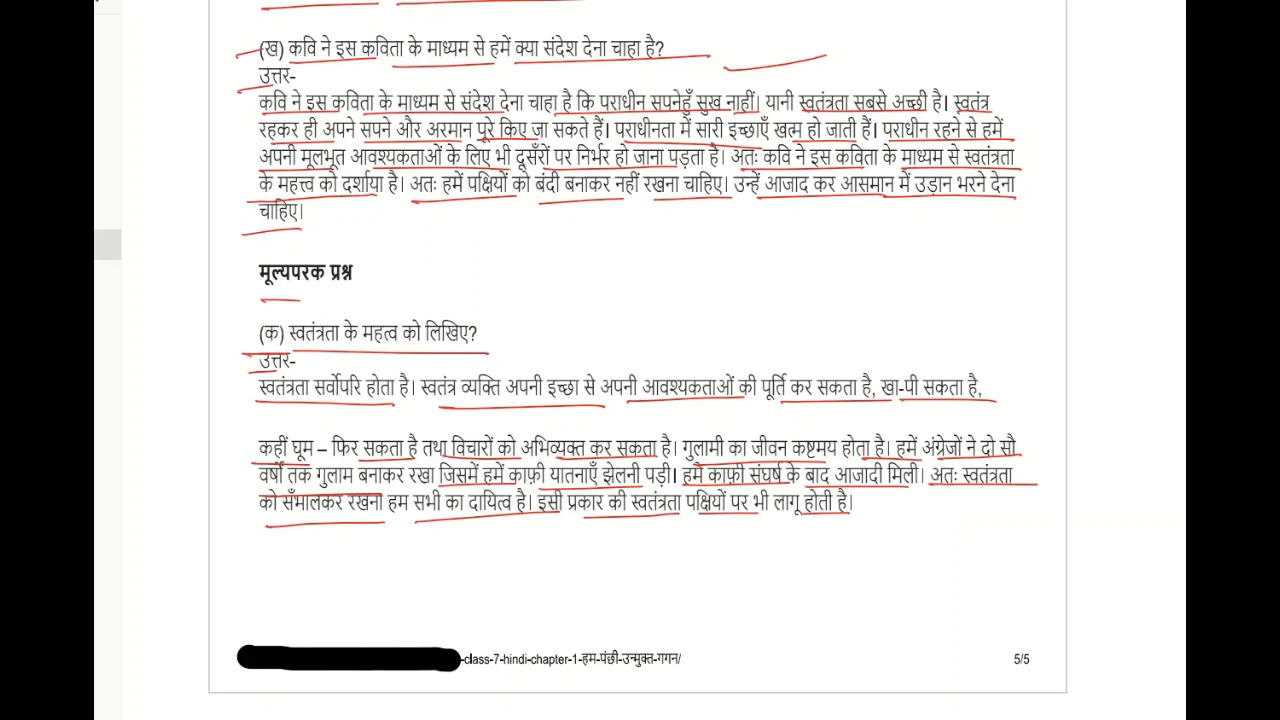 (ख) कवि ने इस कविता के माध्यम से हमें क्या संदेश देना चाहा है?
उत्तर-
कवि ने इस कविता के माध्यम से संदेश देना चाहा है कि पराधीन सपनेहुँ सुख नाहीं। यानी स्वतंत्रता सबसे अच्छी है। स्वतंत्र
रहकर ही अपने सपने और अरमान पूरे किए जा सकते हैं। पराधीनता में सारी इच्छाएँ खत्म हो जाती हैं। पराधीन रहने से हमें
अपनी मूलभूत आवश्यकताओं के लिए भी दूसरों पर निर्भर हो जाना पड़ता है। अतः कवि ने इस कविता के माध्यम से स्वतंत्रता
के महत्त्व को दर्शाया है। अतः हमें पक्षियों को बंदी बनाकर नहीं रखना चाहिए। उन्हें आजाद कर आसमान में उड़ान भरने देना
चाहिए।
मूल्यपरक प्रश्न
(क) स्वतंत्रता के महत्व को लिखिए?
उत्तर-
स्वतंत्रता सर्वोपरि होता है। स्वतंत्र व्यक्ति अपनी इच्छा से अपनी आवश्यकताओं की पूर्ति कर सकता है, खा-पी सकता है,
कहीं घूम – फिर सकता है तथा विचारों को अभिव्यक्त कर सकता है। गुलामी का जीवन कष्टमय होता है। हमें अंग्रेजों ने दो सौ
वर्षों तक गुलाम बनाकर रखा जिसमें हमें काफ़ी यातनाएँ झेलनी पड़ी। हमें काफ़ी संघर्ष के बाद आजादी मिली। अतः स्वतंत्रता
को सँभालकर रखना हम सभी का दायित्व है। इसी प्रकार की स्वतंत्रता पक्षियों पर भी लागू होती है।
-class-7-hindi-chapter-1-हम-पंछी-उन्मुक्त-गगन/ 5/5